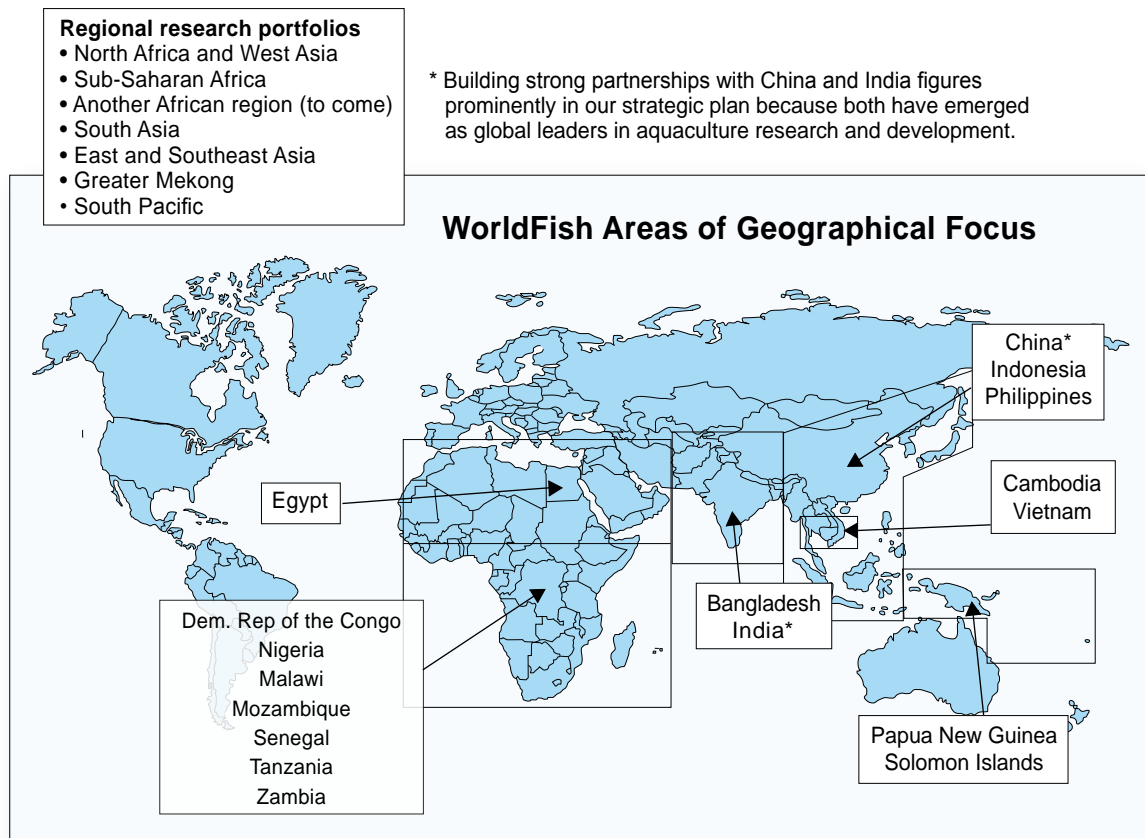 Regional research portfolios
• North Africa and West Asia
• Sub-Saharan Africa
• Another African region (to come)
• South Asia
• East and Southeast Asia
• Greater Mekong
• South Pacific
* Building strong partnerships with China and India figures
prominently in our strategic plan because both have emerged
as global leaders in aquaculture research and development.
WorldFish Areas of Geographical Focus
China*
Indonesia
Philippines
Egypt
Cambodia
Vietnam
Bangladesh
India*
Dem. Rep of the Congo
Nigeria
Malawi
Mozambique
Senegal
Tanzania
Zambia
Papua New Guinea
Solomon Islands